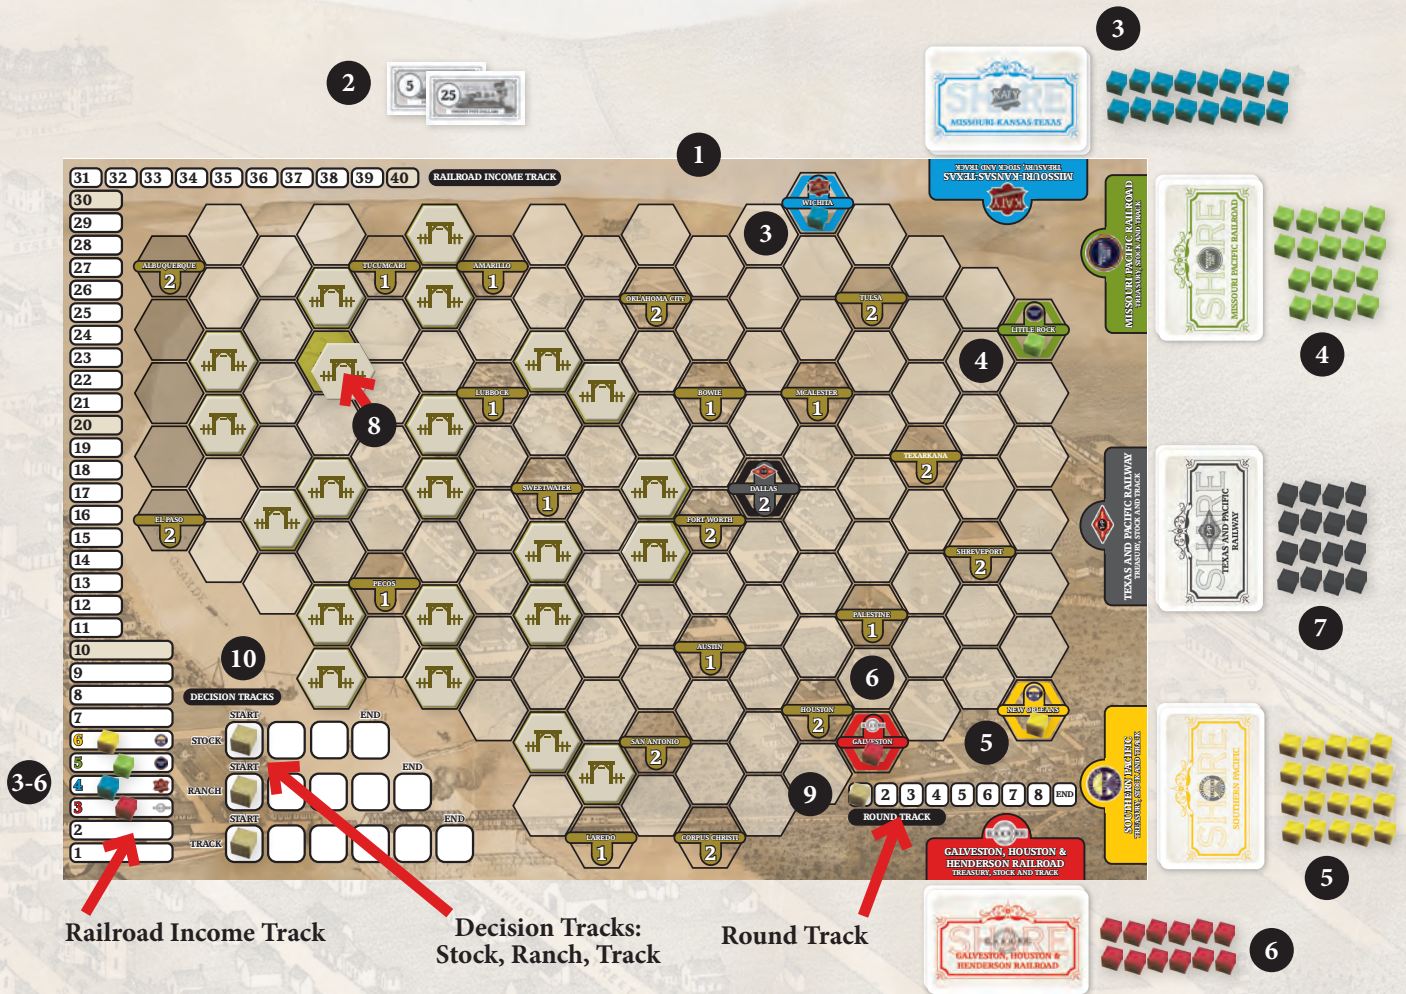 3
2
5
25
SHARE
KATY
MISSOURI-KANSAS-TEXAS
1
31 32 33 34 35 36 37 38 39 40 RAILROAD INCOME TRACK
30
29
28
27
26
25
24
23
22
21
20
19
18
17
16
15
14
13
12
11
10
9
8
7
6
5
4
3
2
1
MISSOURI-KANSAS-TEXAS
TREASURY, STOCK AND TRACK
KATY
WICHITA
3
ALBUQUERQUE
2
TUCUMCARI
1
AMARILLO
1
OKLAHOMA CITY
2
TULSA
2
LITTLE ROCK
4
MISSOURI PACIFIC RAILROAD
TREASURY, STOCK AND TRACK
SHARE
MISSOURI PACIFIC RAILROAD
4
8
LUBBOCK
1
BOWIE
1
MCALESTER
1
TEXARKANA
2
SWEETWATER
1
DALLAS
2
EL PASO
2
FORT WORTH
2
SHREVEPORT
2
TEXAS AND PACIFIC RAILWAY
TREASURY, STOCK AND TRACK
SHARE
TEXAS AND PACIFIC
RAILWAY
7
PECOS
1
PALESTINE
1
AUSTIN
1
6
HOUSTON
2
GALVESTON
NEW ORLEANS
5
SAN ANTONIO
2
LAREDO
1
CORPUS CHRISTI
2
SOUTHERN PACIFIC
TREASURY, STOCK AND TRACK
SHARE
SOUTHERN PACIFIC
5
10
DECISION TRACKS
START END
STOCK
START END
RANCH
START END
TRACK
3-6
9
2 3 4 5 6 7 8 END
ROUND TRACK
GALVESTON, HOUSTON &
HENDERSON RAILROAD
TREASURY, STOCK AND TRACK
SHARE
GALVESTON, HOUSTON &
HENDERSON RAILROAD
6
Railroad Income Track
Decision Tracks:
Stock, Ranch, Track
Round Track